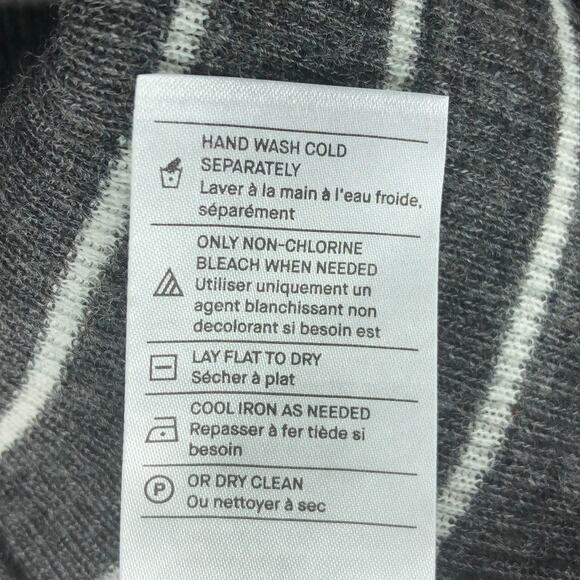 HAND WASH COLD
SEPARATELY
Laver à la main à l'eau froide,
séparément
ONLY NON-CHLORINE
BLEACH WHEN NEEDED
Utiliser uniquement un
agent blanchissant non
decolorant si besoin est
LAY FLAT TO DRY
Sécher à plat
COOL IRON AS NEEDED
Repasser à fer tiède si
besoin
P
OR DRY CLEAN
Ou nettoyer à sec